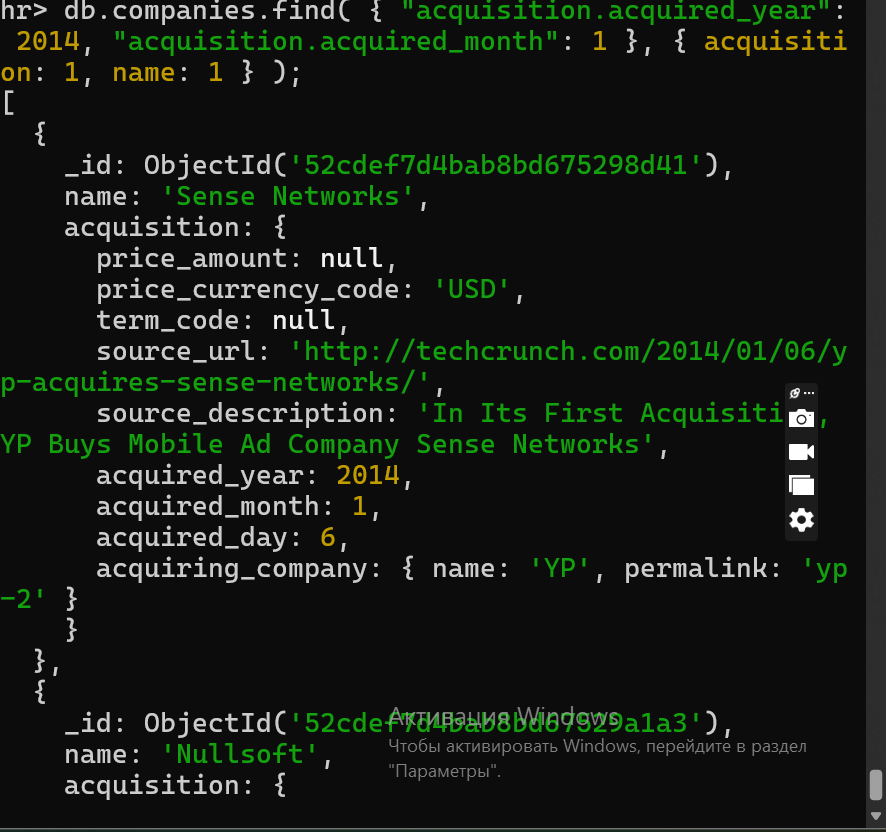 hr> db.companies.find( { "acquisition.acquired_year":
 2014, "acquisition.acquired_month": 1 }, { acquisiti
on: 1, name: 1 } );
[
  {
    _id: ObjectId('52cdef7d4bab8bd675298d41'),
    name: 'Sense Networks',
    acquisition: {
      price_amount: null,
      price_currency_code: 'USD',
      term_code: null,
      source_url: 'http://techcrunch.com/2014/01/06/y
p-acquires-sense-networks/',
      source_description: 'In Its First Acquisiti ,
YP Buys Mobile Ad Company Sense Networks',
      acquired_year: 2014,
      acquired_month: 1,
      acquired_day: 6,
      acquiring_company: { name: 'YP', permalink: 'yp
-2' }
    }
  },
  {
    _id: ObjectId('52cdef7d4bab8bd67529a1a3'),
    name: 'Nullsoft',
    acquisition: {
Активация Windows
Чтобы активировать Windows, перейдите в раздел
"Параметры".